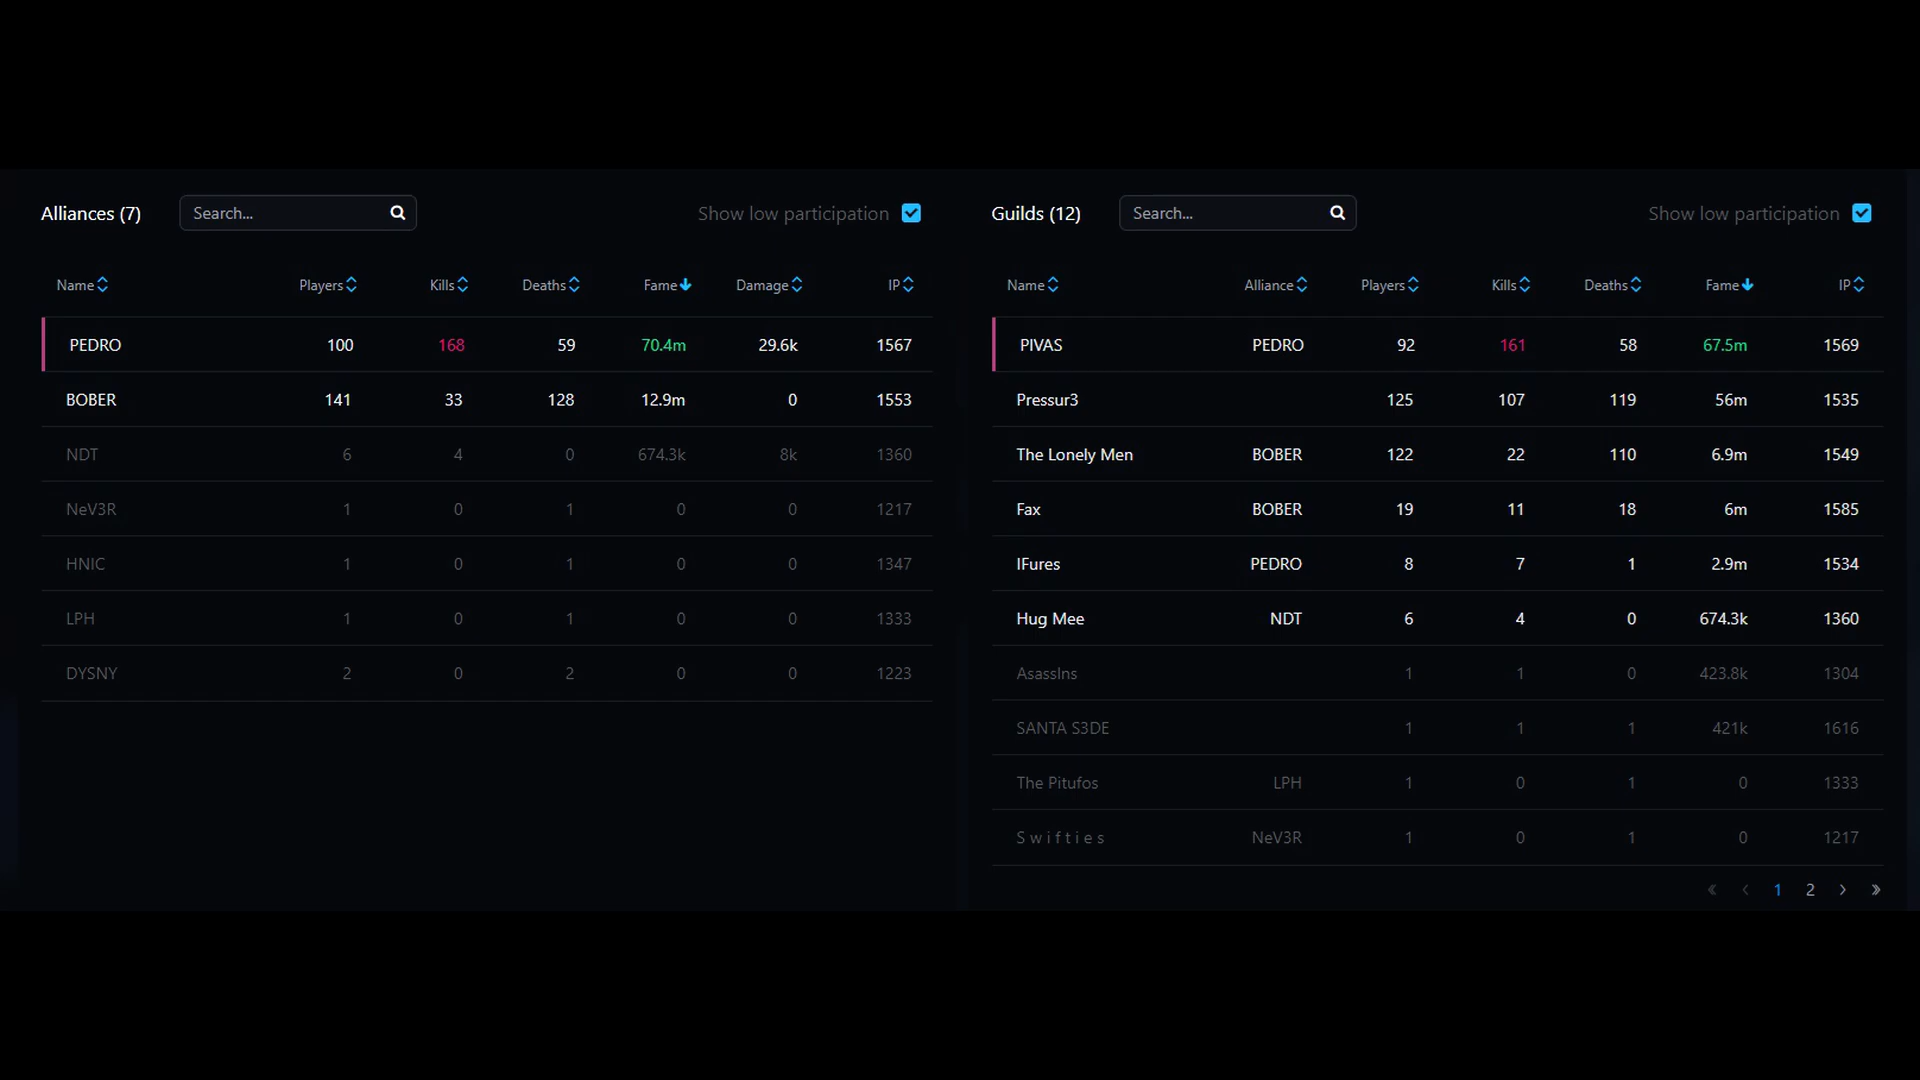 Alliances (7) Search... Show low participation
Name Players Kills Deaths Fame Damage IP
PEDRO 100 168 59 70.4m 29.6k 1567
BOBER 141 33 128 12.9m 0 1553
NDT 6 4 0 674.3k 8k 1360
NeV3R 1 0 1 0 0 1217
HNIC 1 0 1 0 0 1347
LPH 1 0 1 0 0 1333
DYSNY 2 0 2 0 0 1223
Guilds (12) Search... Show low participation
Name Alliance Players Kills Deaths Fame IP
PIVAS PEDRO 92 161 58 67.5m 1569
Pressur3 125 107 119 56m 1535
The Lonely Men BOBER 122 22 110 6.9m 1549
Fax BOBER 19 11 18 6m 1585
IFures PEDRO 8 7 1 2.9m 1534
Hug Mee NDT 6 4 0 674.3k 1360
AsassIns 1 1 0 423.8k 1304
SANTA S3DE 1 1 1 421k 1616
The Pitufos LPH 1 0 1 0 1333
S w i f t i e s NeV3R 1 0 1 0 1217
« ‹ 1 2 › »